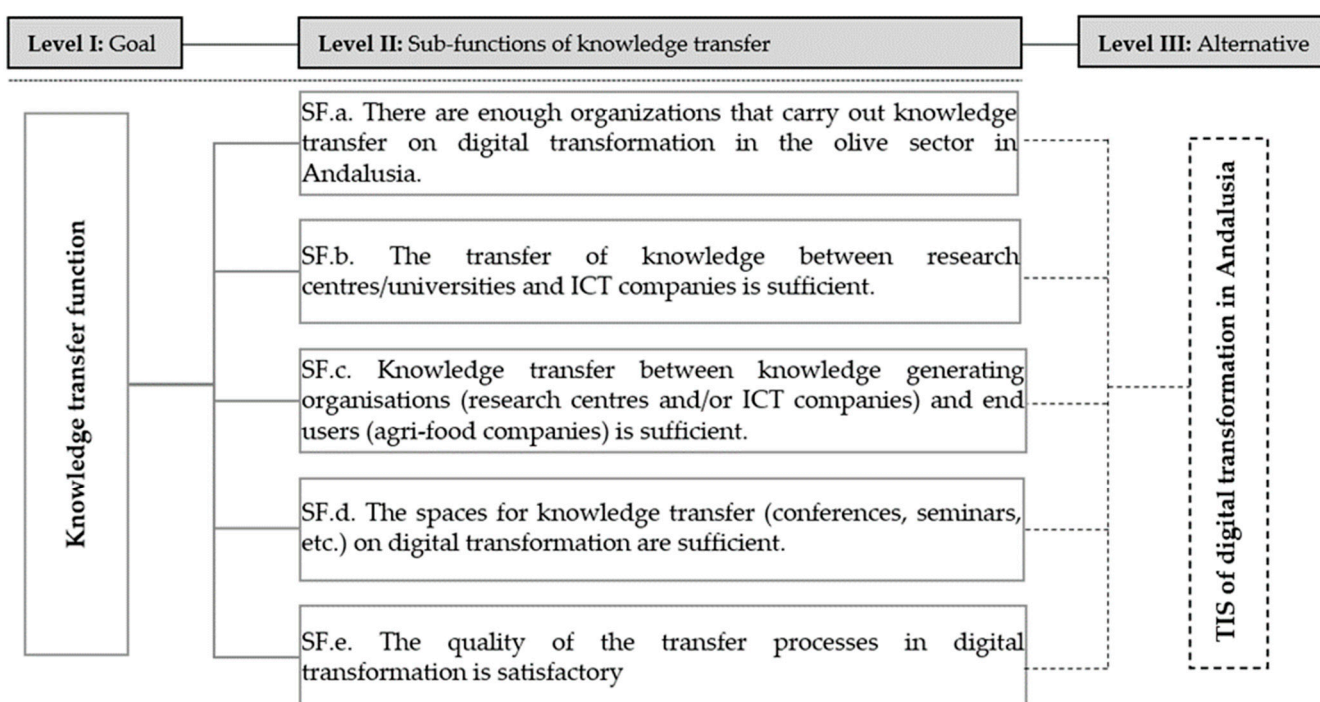 Level I: Goal
Level II: Sub-functions of knowledge transfer
Level III: Alternative
Knowledge transfer function
SF.a. There are enough organizations that carry out knowledge
transfer on digital transformation in the olive sector in
Andalusia.
SF.b. The transfer of knowledge between research
centres/universities and ICT companies is sufficient.
SF.c. Knowledge transfer between knowledge generating
organisations (research centres and/or ICT companies) and end
users (agri-food companies) is sufficient.
SF.d. The spaces for knowledge transfer (conferences, seminars,
etc.) on digital transformation are sufficient.
SF.e. The quality of the transfer processes in digital
transformation is satisfactory
TIS of digital transformation in Andalusia